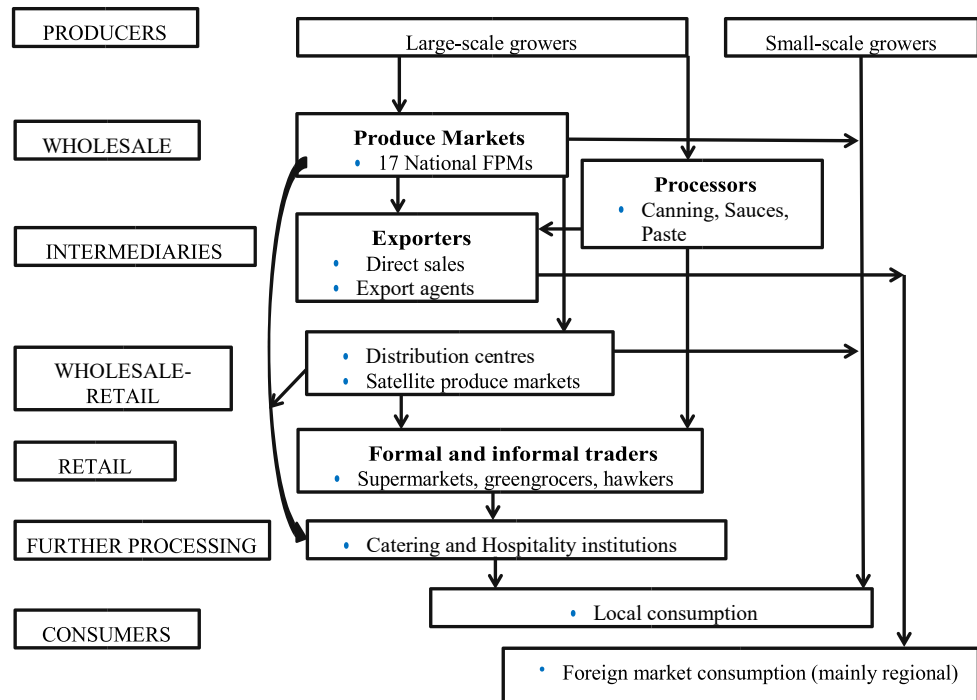 PRODUCERS
Large-scale growers
Small-scale growers
WHOLESALE
Produce Markets
• 17 National FPMs
Processors
• Canning, Sauces,
Paste
INTERMEDIARIES
Exporters
• Direct sales
• Export agents
WHOLESALE-
RETAIL
• Distribution centres
• Satellite produce markets
RETAIL
Formal and informal traders
• Supermarkets, greengrocers, hawkers
FURTHER PROCESSING
• Catering and Hospitality institutions
CONSUMERS
• Local consumption
• Foreign market consumption (mainly regional)